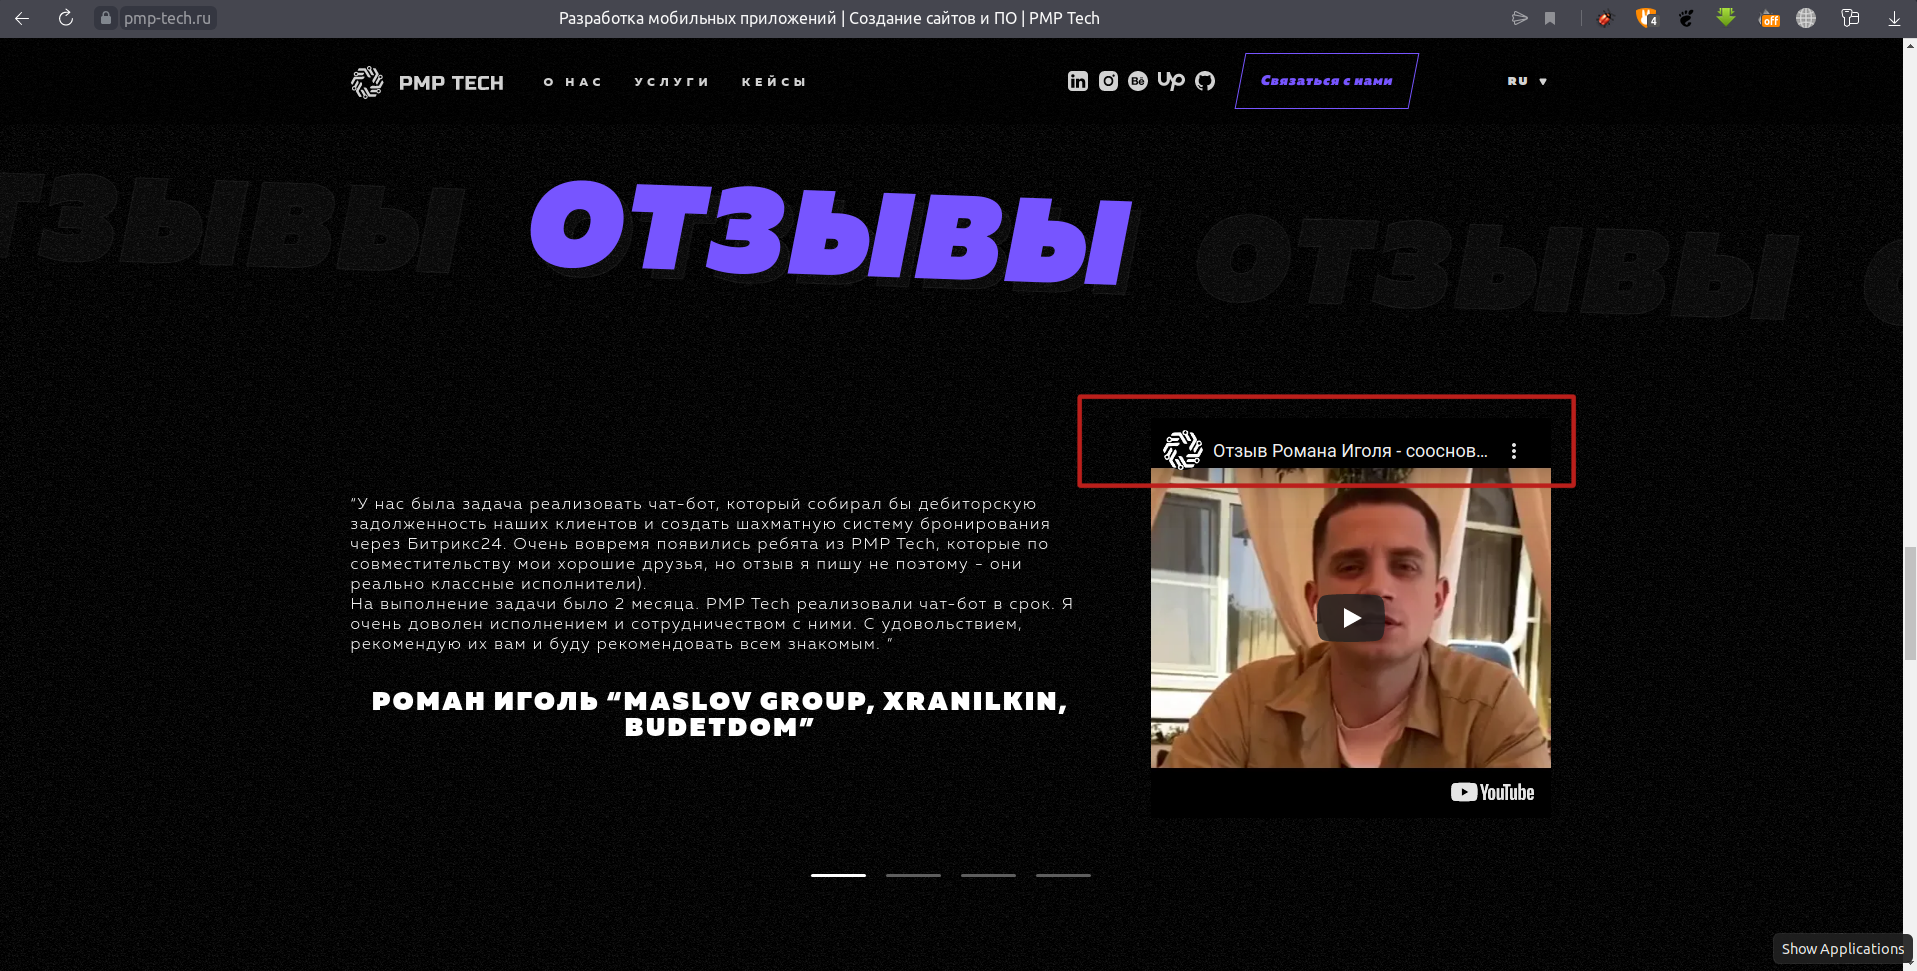 pmp-tech.ru
Разработка мобильных приложений | Создание сайтов и ПО | PMP Tech
4
off
PMP TECH
О НАС
УСЛУГИ
КЕЙСЫ
in
Bē
Up
Связаться с нами
RU
ТЗЫВЫ ОТЗЫВЫ ОТЗЫВЫ О
Отзыв Романа Иголя - сооснов...
“У нас была задача реализовать чат-бот, который собирал бы дебиторскую
задолженность наших клиентов и создать шахматную систему бронирования
через Битрикс24. Очень вовремя появились ребята из PMP Tech, которые по
совместительству мои хорошие друзья, но отзыв я пишу не поэтому - они
реально классные исполнители).
На выполнение задачи было 2 месяца. PMP Tech реализовали чат-бот в срок. Я
очень доволен исполнением и сотрудничеством с ними. С удовольствием,
рекомендую их вам и буду рекомендовать всем знакомым. ”
РОМАН ИГОЛЬ “MASLOV GROUP, XRANILKIN,
BUDETDOM”
YouTube
Show Applications